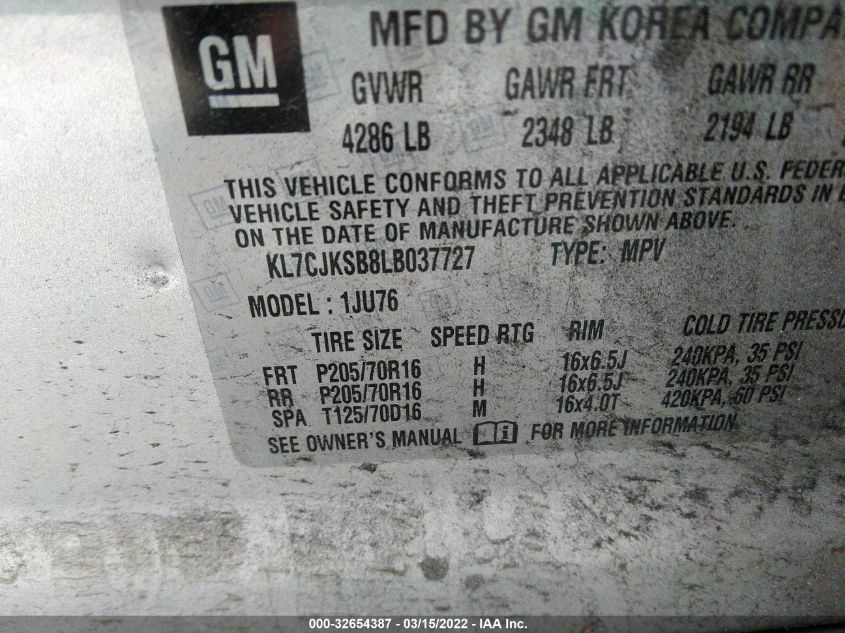 GM
MFD BY GM KOREA COMPA
GVWR GAWR FRT GAWR RR
4286 LB 2348 LB 2194 LB
THIS VEHICLE CONFORMS TO ALL APPLICABLE U.S. FEDER
VEHICLE SAFETY AND THEFT PREVENTION STANDARDS IN
ON THE DATE OF MANUFACTURE SHOWN ABOVE.
KL7CJKSB8LB037727 TYPE: MPV
MODEL : 1JU76
TIRE SIZE SPEED RTG RIM COLD TIRE PRESSU
FRT P205/70R16 H 16x6.5J 240KPA, 35 PSI
RR P205/70R16 H 16x6.5J 240KPA, 35 PSI
SPA T125/70D16 M 16x4.0T 420KPA, 60 PSI
SEE OWNER'S MANUAL i FOR MORE INFORMATION.
000-32654387 - 03/15/2022 - IAA Inc.